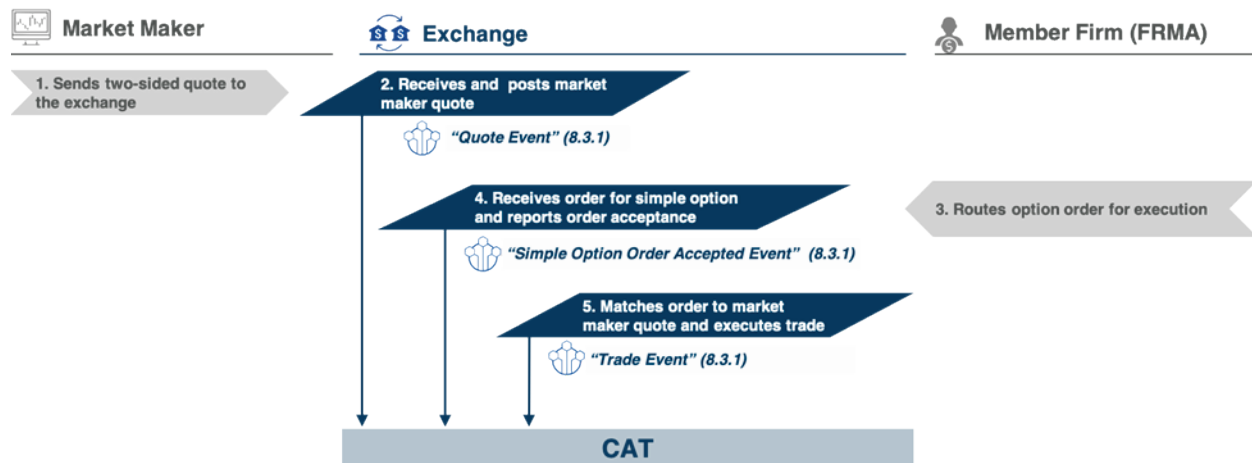 Market Maker
Exchange
Member Firm (FRMA)
1. Sends two-sided quote to
the exchange
2. Receives and posts market
maker quote
“Quote Event” (8.3.1)
4. Receives order for simple option
and reports order acceptance
3. Routes option order for execution
“Simple Option Order Accepted Event” (8.3.1)
5. Matches order to market
maker quote and executes trade
“Trade Event” (8.3.1)
CAT